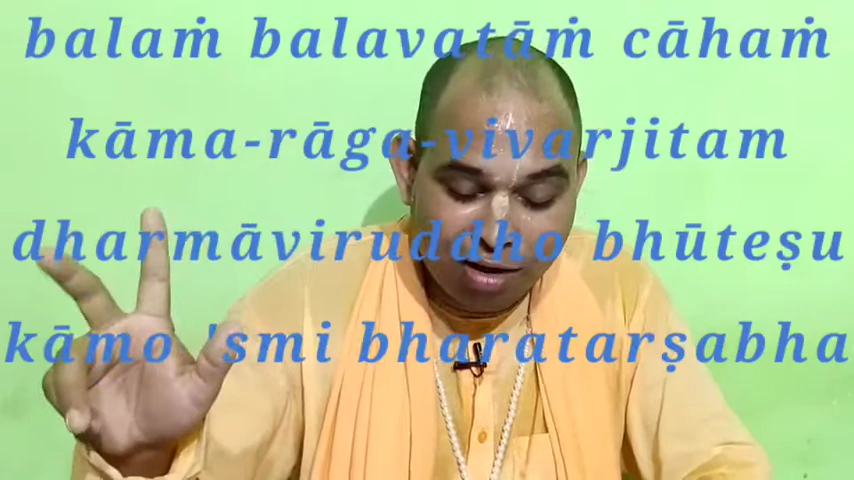 balaṁ balavatāṁ cāhaṁ
kāma-rāga-vivarjitam
dharmāviruddho bhūteṣu
kāmo 'smi bharatarṣabha